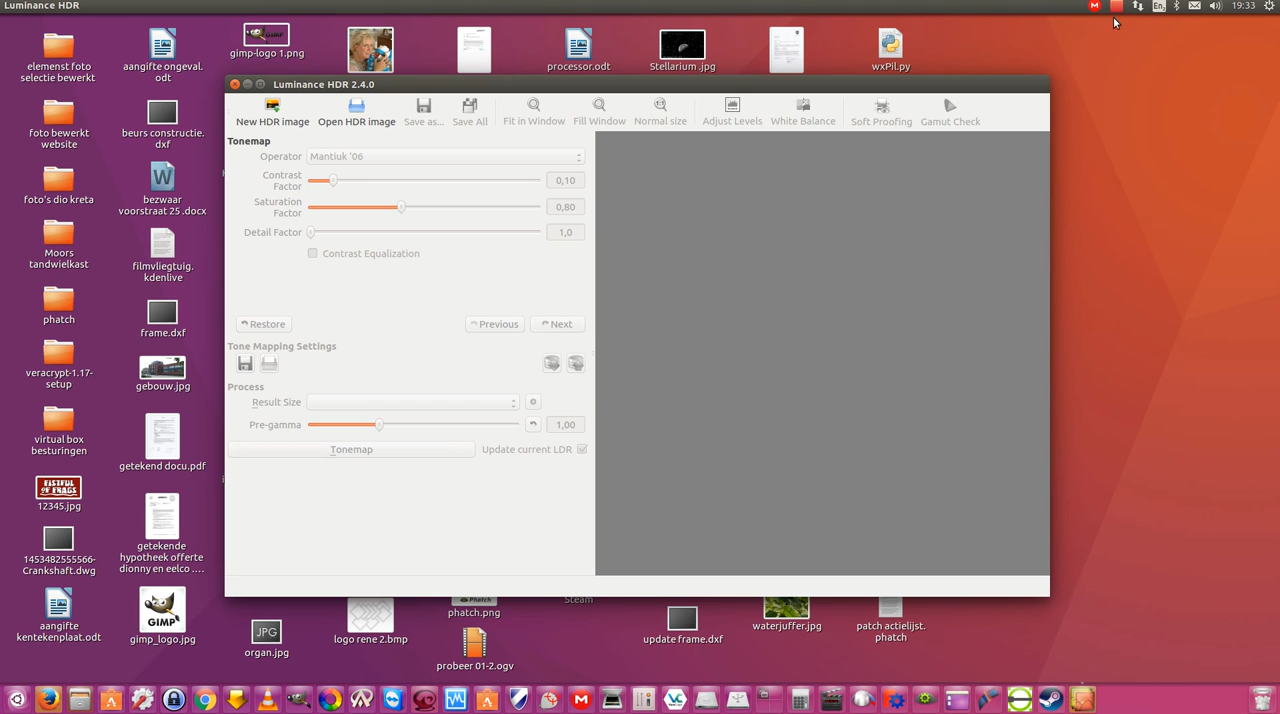 Luminance HDR
M
En
19:33
elemenst foto
selectie bewerkt
foto bewerkt
website
foto's dio kreta
Moors
tandwielkast
phatch
veracrypt-1.17-
setup
virtual box
besturingen
FISTFUL
OF FRAGS
12345.jpg
1453482555566-
Crankshaft.dwg
aangifte
kentekenplaat.odt
aangifte ongeval.
odt
beurs constructie.
dxf
bezwaar
voorstraat 25 .docx
filmvliegtuig.
kdenlive
frame.dxf
gebouw.jpg
getekend docu.pdf
getekende
hypotheek offerte
dionny en eelco ....
GIMP
gimp_logo.jpg
GIMP
gimp-logo 1.png
processor.odt
Stellarium .jpg
wxPil.py
Luminance HDR 2.4.0
New HDR image
Open HDR image
Save as...
Save All
Fit in Window
Fill Window
Normal size
Adjust Levels
White Balance
Soft Proofing
Gamut Check
Tonemap
Operator
Mantiuk '06
Contrast
Factor
0,10
Saturation
Factor
0,80
Detail Factor
1,0
Contrast Equalization
Restore
Previous
Next
Tone Mapping Settings
Process
Result Size
Pre-gamma
1,00
Tonemap
Update current LDR
JPG
organ.jpg
logo rene 2.bmp
Phatch
phatch.png
probeer 01-2.ogv
Steam
update frame.dxf
waterjuffer.jpg
patch actielijst.
phatch